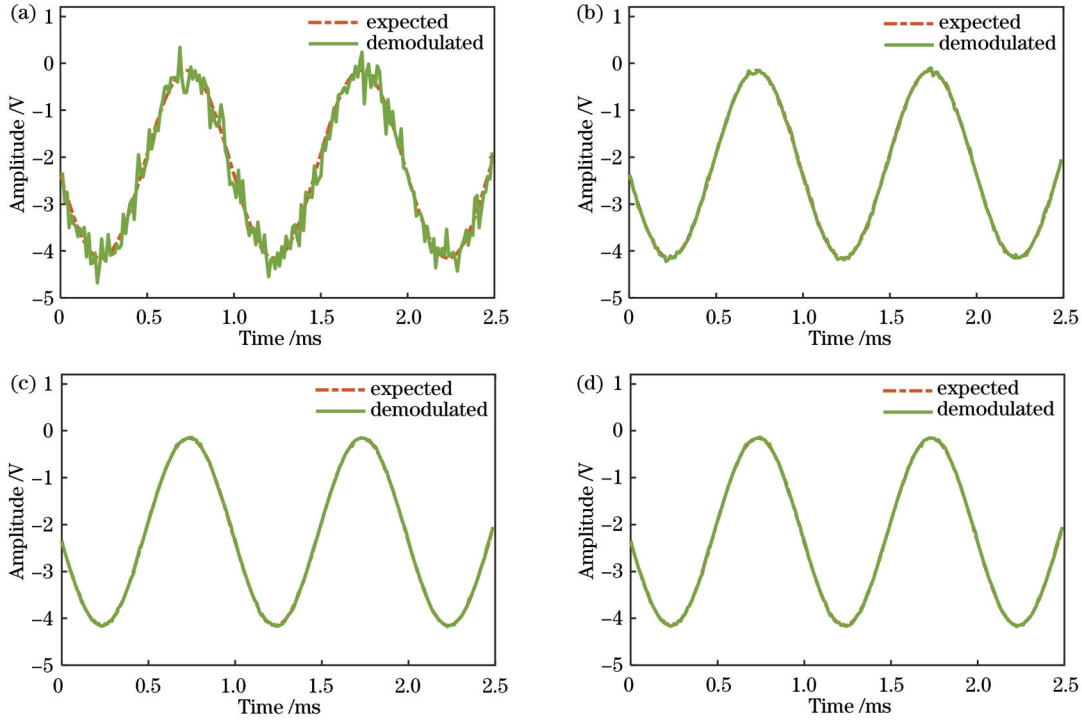 (a)
expected
demodulated
1
0
−1
−2
−3
−4
−5
Amplitude /V
0 0.5 1.0 1.5 2.0 2.5
Time /ms
(b)
expected
demodulated
1
0
−1
−2
−3
−4
−5
Amplitude /V
0 0.5 1.0 1.5 2.0 2.5
Time /ms
(c)
expected
demodulated
1
0
−1
−2
−3
−4
−5
Amplitude /V
0 0.5 1.0 1.5 2.0 2.5
Time /ms
(d)
expected
demodulated
1
0
−1
−2
−3
−4
−5
Amplitude /V
0 0.5 1.0 1.5 2.0 2.5
Time /ms